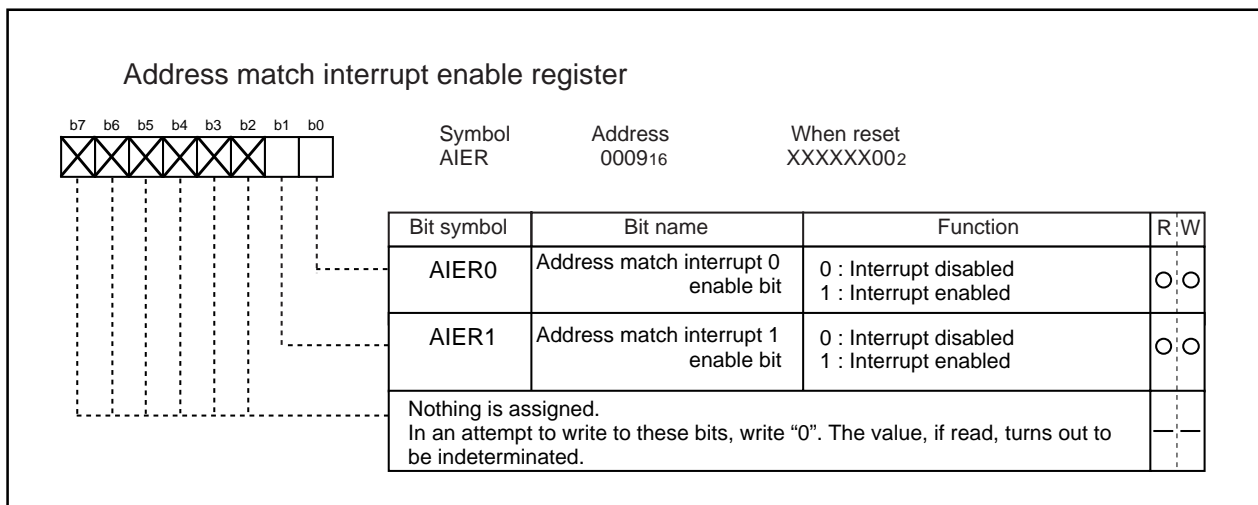 Address match interrupt enable register
b7 b6 b5 b4 b3 b2 b1 b0
Symbol Address When reset
AIER 000916 XXXXXX002
Bit symbol Bit name Function R W
AIER0 Address match interrupt 0 enable bit 0 : Interrupt disabled
1 : Interrupt enabled
AIER1 Address match interrupt 1 enable bit 0 : Interrupt disabled
1 : Interrupt enabled
Nothing is assigned.
In an attempt to write to these bits, write “0”. The value, if read, turns out to
be indeterminated.